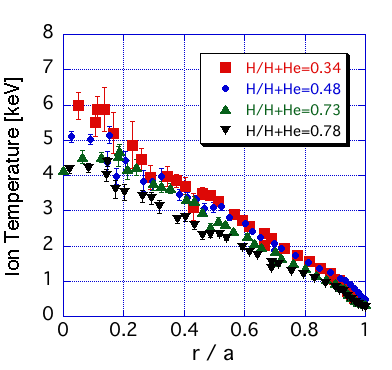 8
7
6
5
4
3
2
1
0
Ion Temperature [keV]
H/H+He=0.34
H/H+He=0.48
H/H+He=0.73
H/H+He=0.78
0 0.2 0.4 0.6 0.8 1
r / a